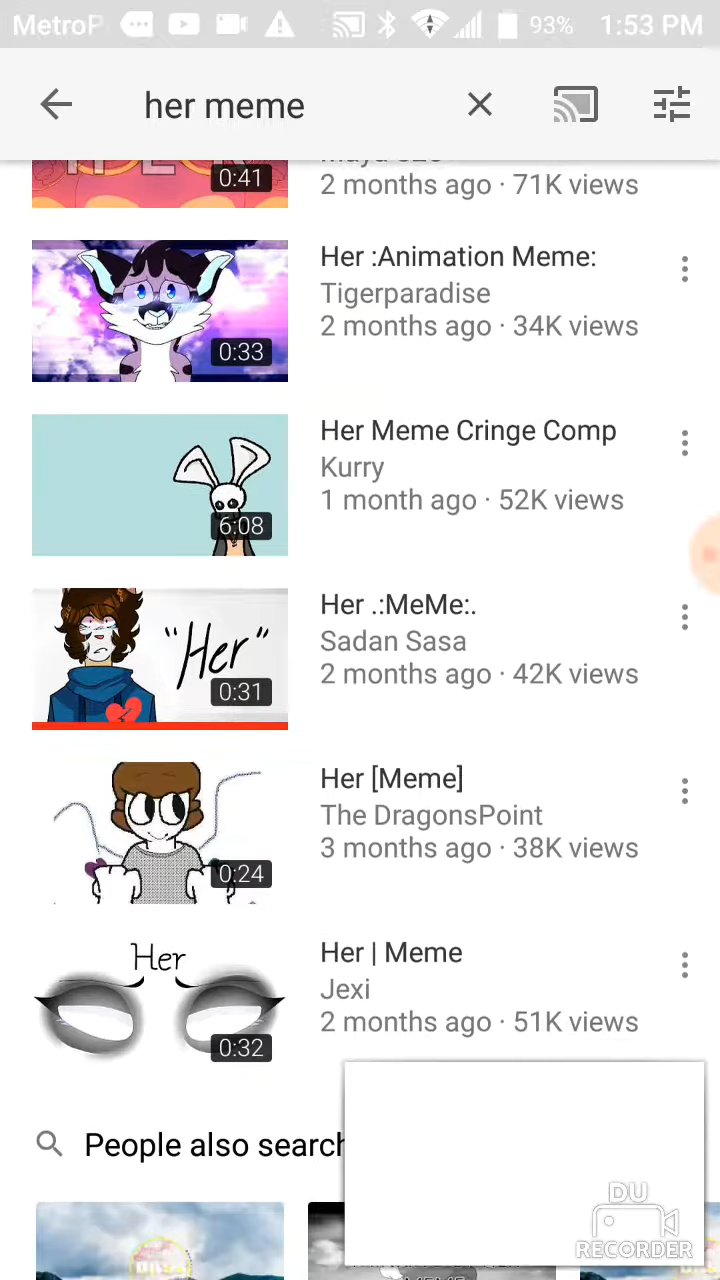 MetroP 93% 1:53 PM
her meme
0:41
2 months ago · 71K views
Her :Animation Meme:
Tigerparadise
2 months ago · 34K views
0:33
Her Meme Cringe Comp
Kurry
1 month ago · 52K views
6:08
Her .:MeMe:.
Sadan Sasa
2 months ago · 42K views
"Her"
0:31
Her [Meme]
The DragonsPoint
3 months ago · 38K views
0:24
Her
Her | Meme
Jexi
2 months ago · 51K views
0:32
People also search
DU
RECORDER